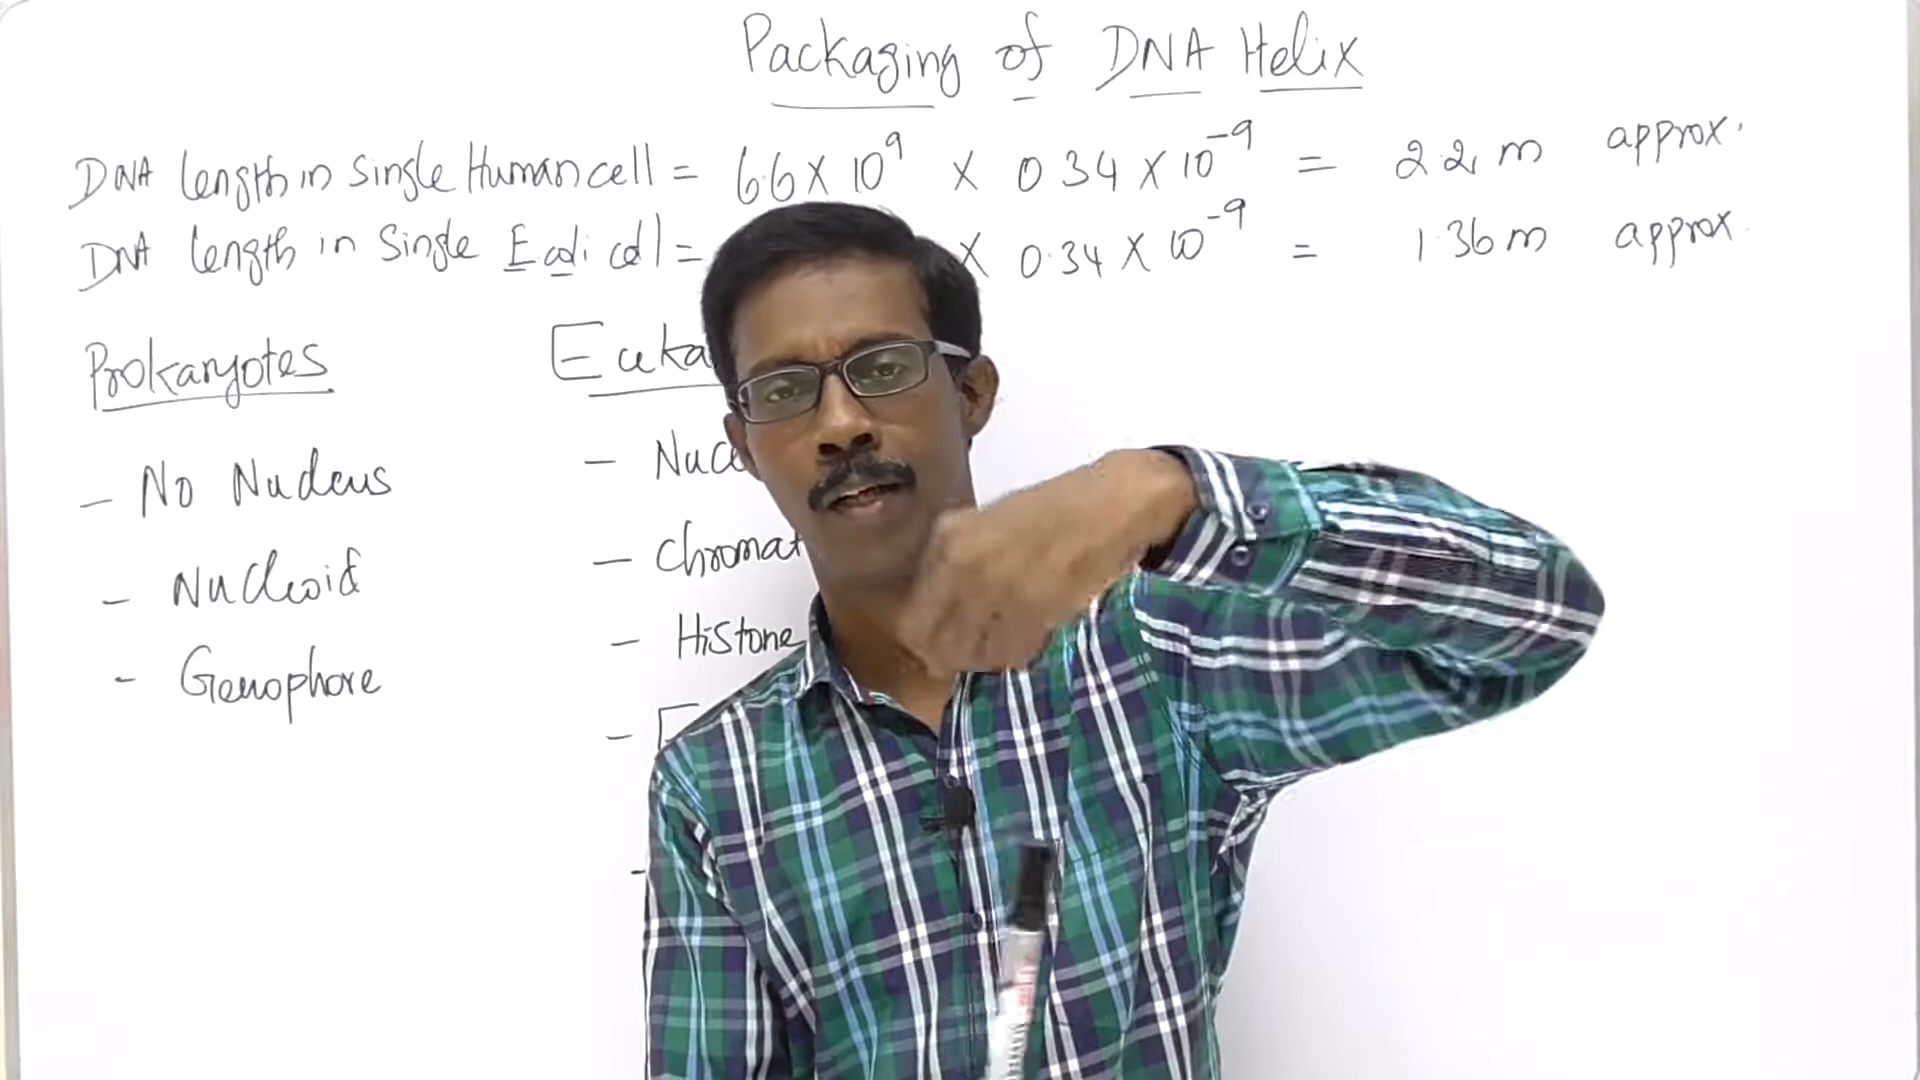 Packaging of DNA Helix
DNA length in single Human cell = 6.6 X 10⁹ X 0.34 X 10⁻⁹ = 2.2 m approx.
DNA length in single E.coli cell = X 0.34 X 10⁻⁹ = 1.36 m approx.
Prokaryotes
- No Nucleus
- Nucleoid
- Genophore
- Histone